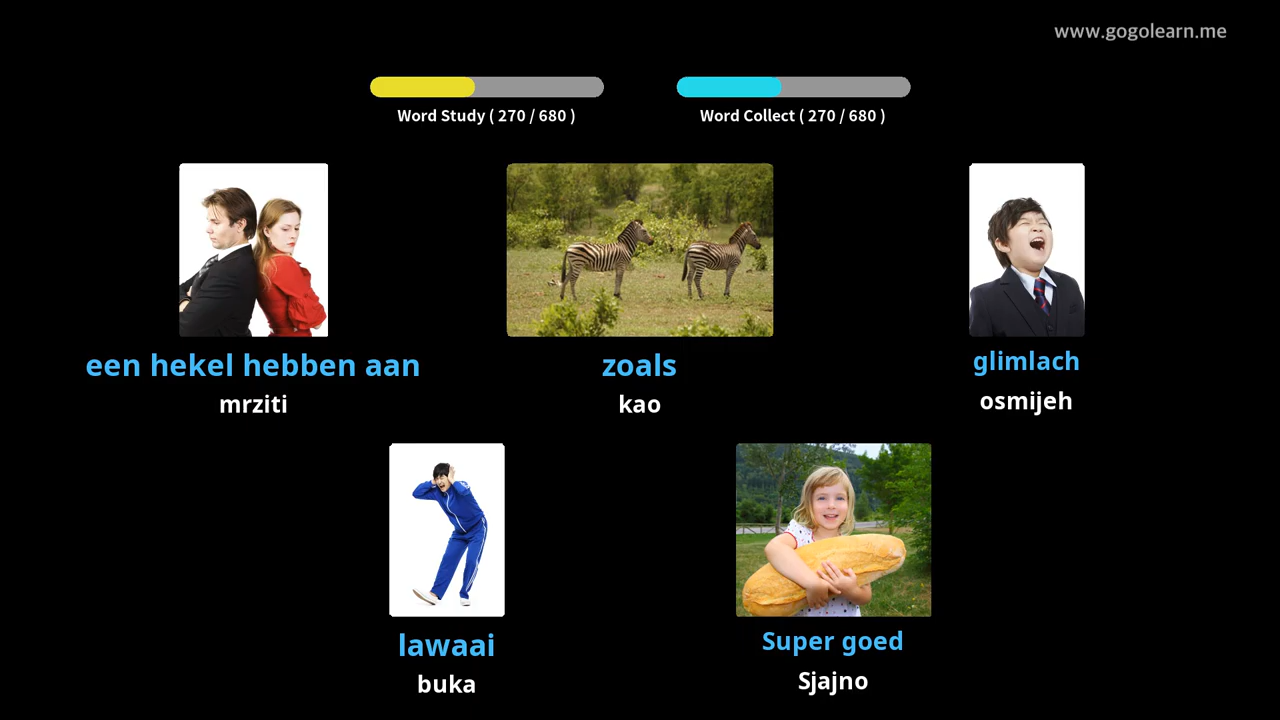 www.gogolearn.me
Word Study ( 270 / 680 )
Word Collect ( 270 / 680 )
een hekel hebben aan
mrziti
zoals
kao
glimlach
osmijeh
lawaai
buka
Super goed
Sjajno